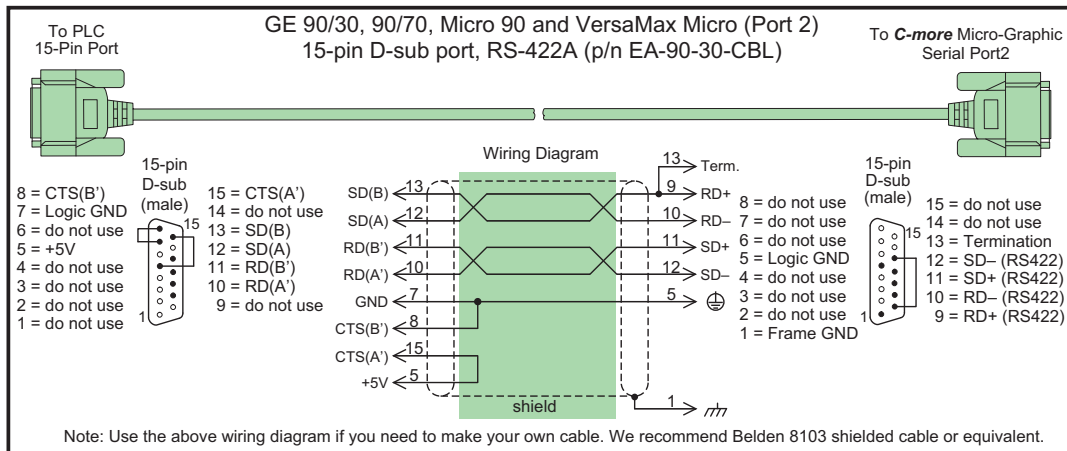 GE 90/30, 90/70, Micro 90 and VersaMax Micro (Port 2)
15-pin D-sub port, RS-422A (p/n EA-90-30-CBL)
To PLC
15-Pin Port
To C-more Micro-Graphic
Serial Port2
15-pin
D-sub
(male)
8 = CTS(B’)
7 = Logic GND
6 = do not use
5 = +5V
4 = do not use
3 = do not use
2 = do not use
1 = do not use
15
1
15 = CTS(A’)
14 = do not use
13 = SD(B)
12 = SD(A)
11 = RD(B’)
10 = RD(A’)
9 = do not use
Wiring Diagram
13 Term.
SD(B) 13 9 RD+
SD(A) 12 10 RD–
RD(B’) 11 11 SD+
RD(A’) 10 12 SD–
GND 7 5
CTS(B’) 8
CTS(A’) 15
+5V 5
shield
1
8 = do not use
7 = do not use
6 = do not use
5 = Logic GND
4 = do not use
3 = do not use
2 = do not use
1 = Frame GND
15-pin
D-sub
(male)
15
1
15 = do not use
14 = do not use
13 = Termination
12 = SD– (RS422)
11 = SD+ (RS422)
10 = RD– (RS422)
9 = RD+ (RS422)
Note: Use the above wiring diagram if you need to make your own cable. We recommend Belden 8103 shielded cable or equivalent.